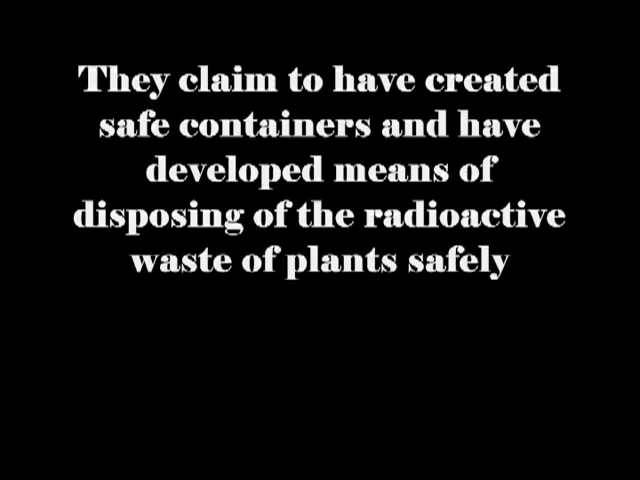 They claim to have created
safe containers and have
developed means of
disposing of the radioactive
waste of plants safely